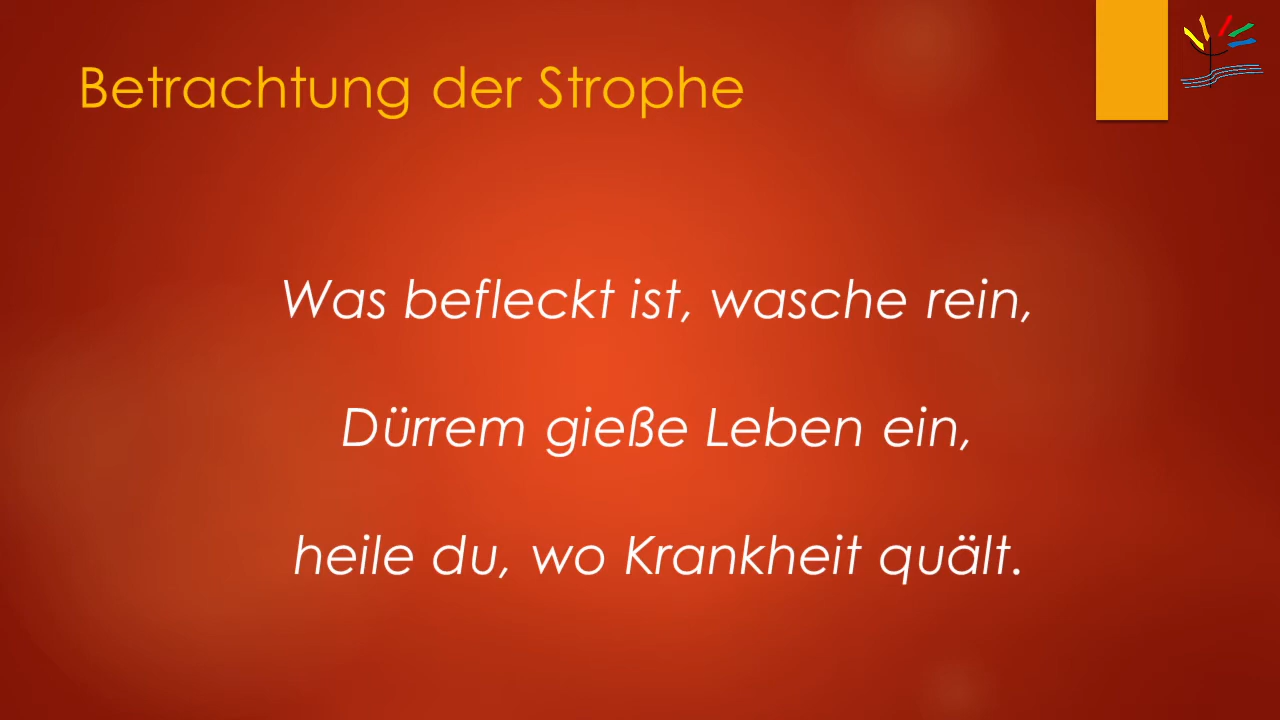 Betrachtung der Strophe
Was befleckt ist, wasche rein,
Dürrem gieße Leben ein,
heile du, wo Krankheit quält.